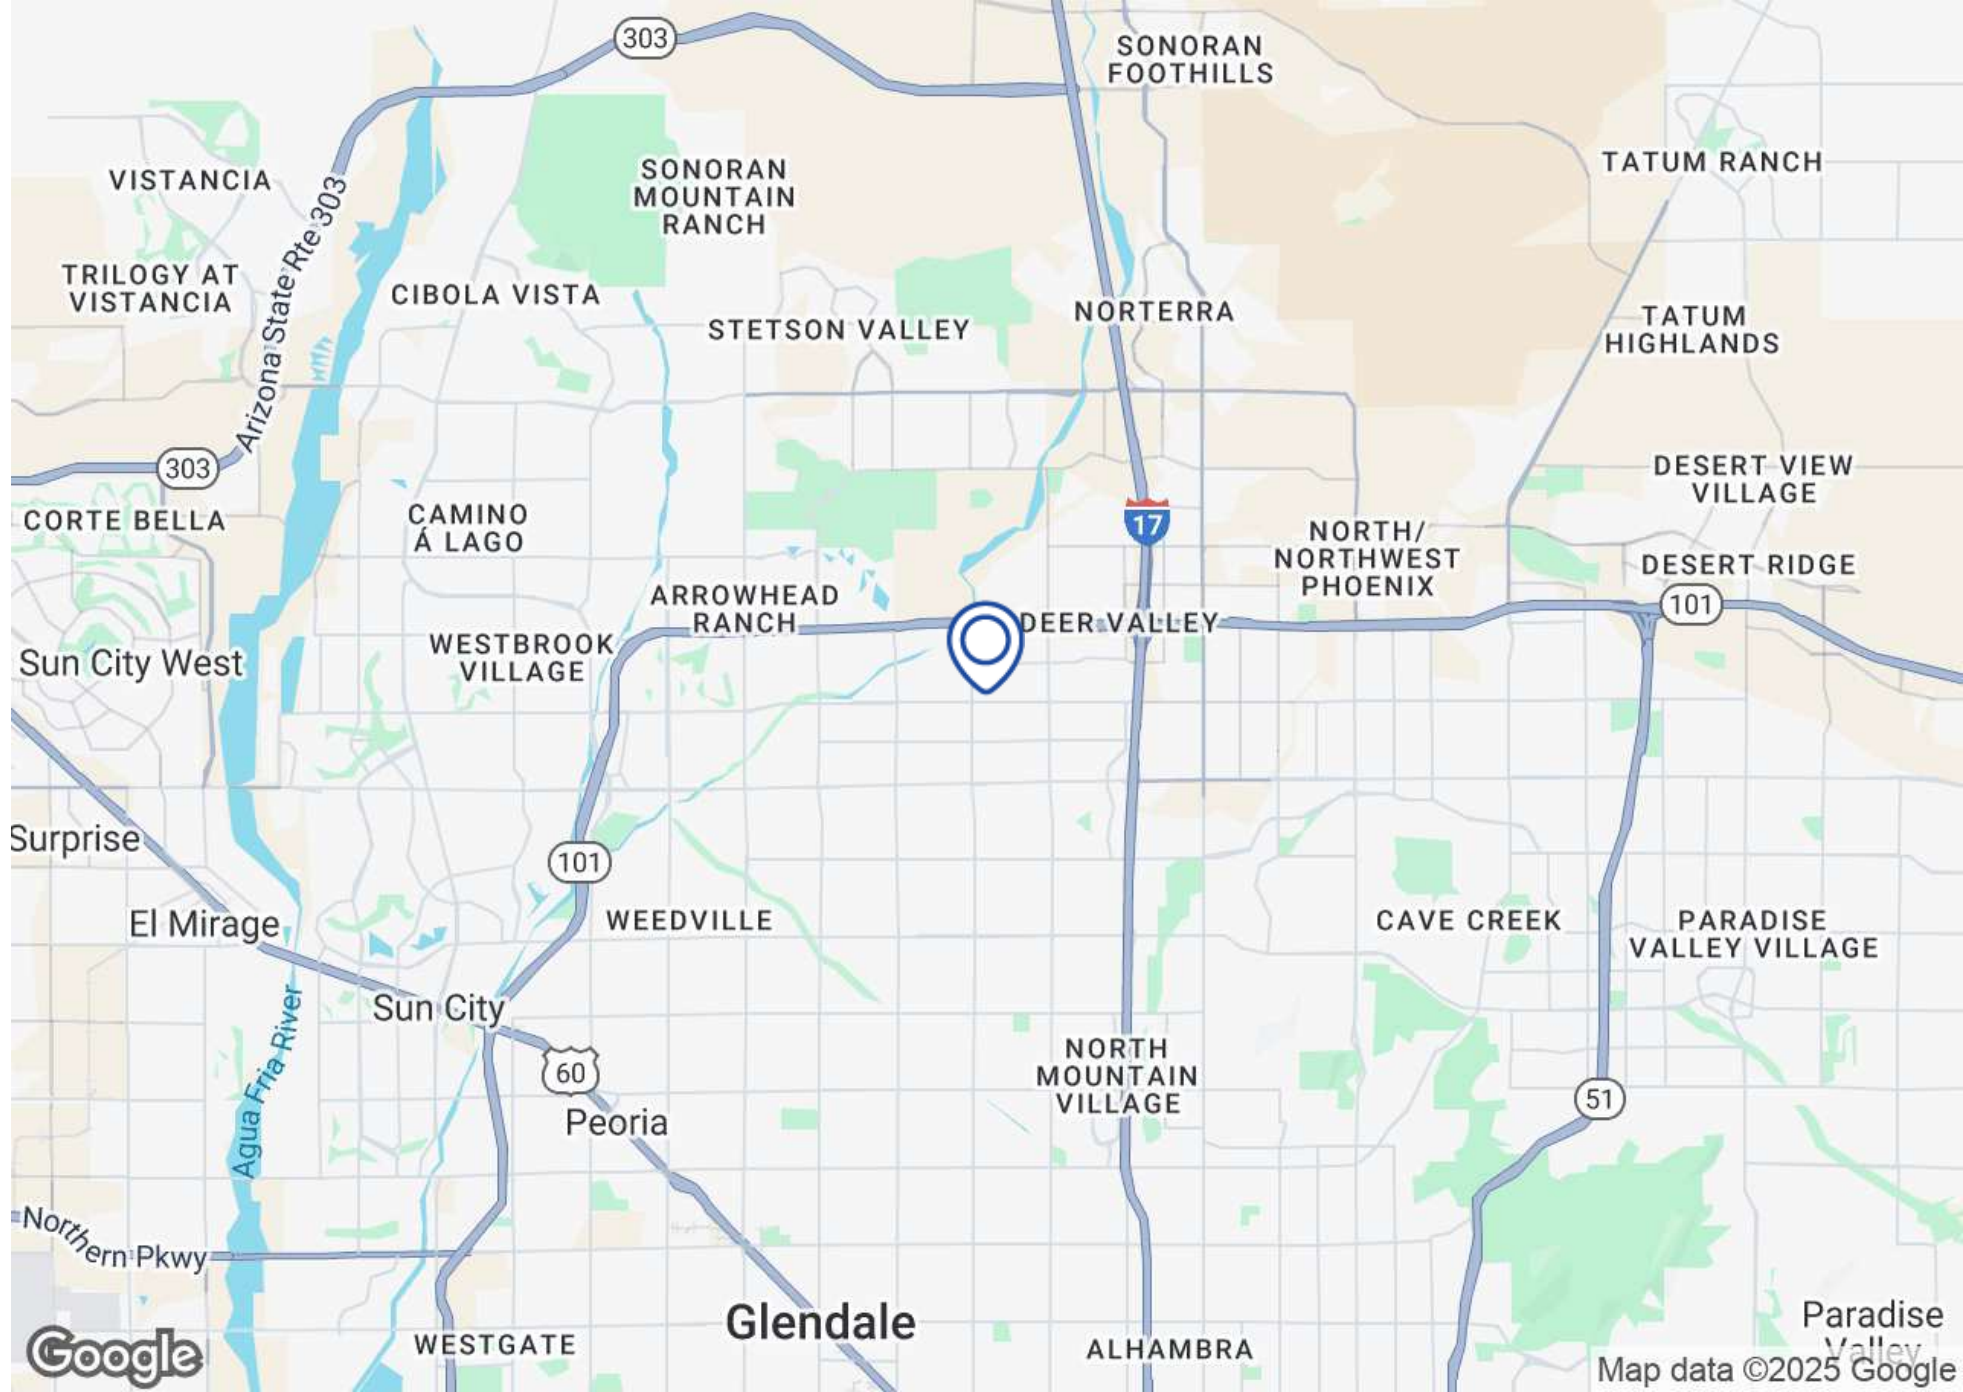 303
SONORAN
FOOTHILLS
VISTANCIA
SONORAN
MOUNTAIN
RANCH
TATUM RANCH
Arizona State Rte 303
TRILOGY AT
VISTANCIA
CIBOLA VISTA
STETSON VALLEY
NORTERRA
TATUM
HIGHLANDS
303
DESERT VIEW
VILLAGE
CORTE BELLA
CAMINO
Á LAGO
17
NORTH/
NORTHWEST
PHOENIX
DESERT RIDGE
101
ARROWHEAD
RANCH
DEER VALLEY
WESTBROOK
VILLAGE
Sun City West
Surprise
101
El Mirage
WEEDVILLE
CAVE CREEK
PARADISE
VALLEY VILLAGE
Sun City
Agua Fria River
60
NORTH
MOUNTAIN
VILLAGE
51
Peoria
Northern Pkwy
Glendale
Paradise
Valley
WESTGATE
ALHAMBRA
Google
Map data ©2025 Google